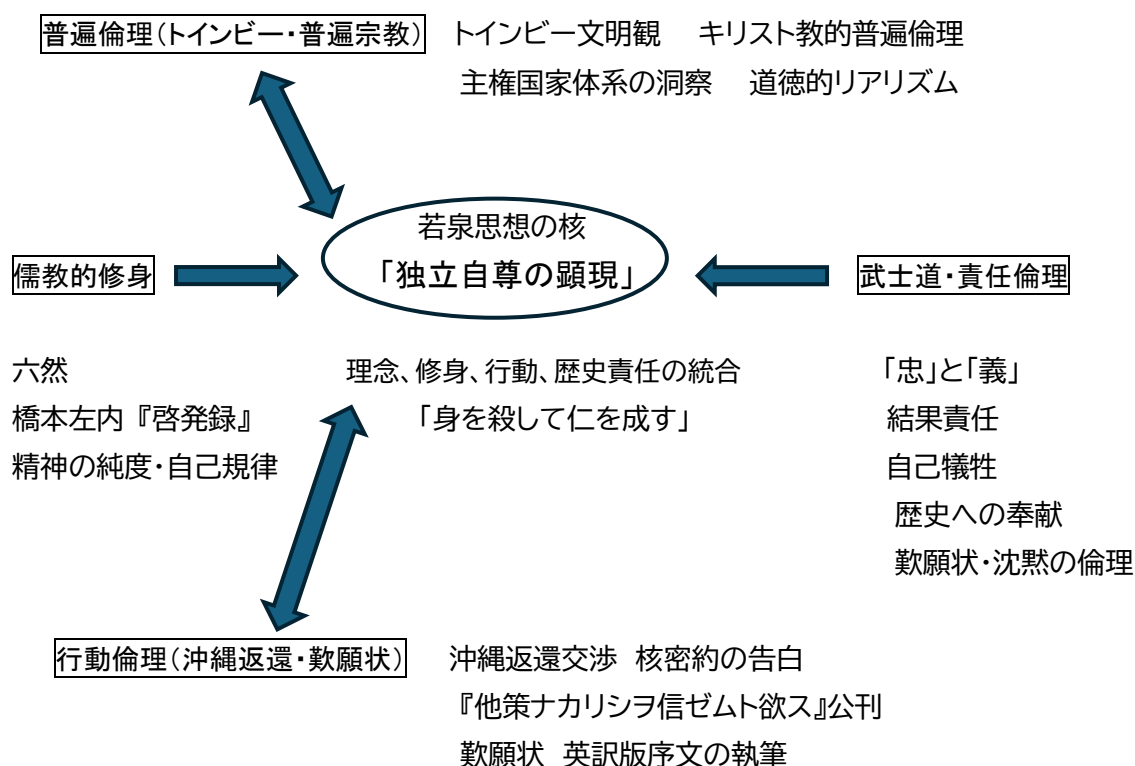 普遍倫理(トインビー・普遍宗教) トインビー文明観 キリスト教的普遍倫理
主権国家体系の洞察 道徳的リアリズム
若泉思想の核
「独立自尊の顕現」
儒教的修身
武士道・責任倫理
六然
橋本左内『啓発録』
精神の純度・自己規律
理念、修身、行動、歴史責任の統合
「身を殺して仁を成す」
「忠」と「義」
結果責任
自己犠牲
歴史への奉献
歎願状・沈黙の倫理
行動倫理(沖縄返還・歎願状) 沖縄返還交渉 核密約の告白
『他策ナカリシヲ信ゼムト欲ス』公刊
歎願状 英訳版序文の執筆